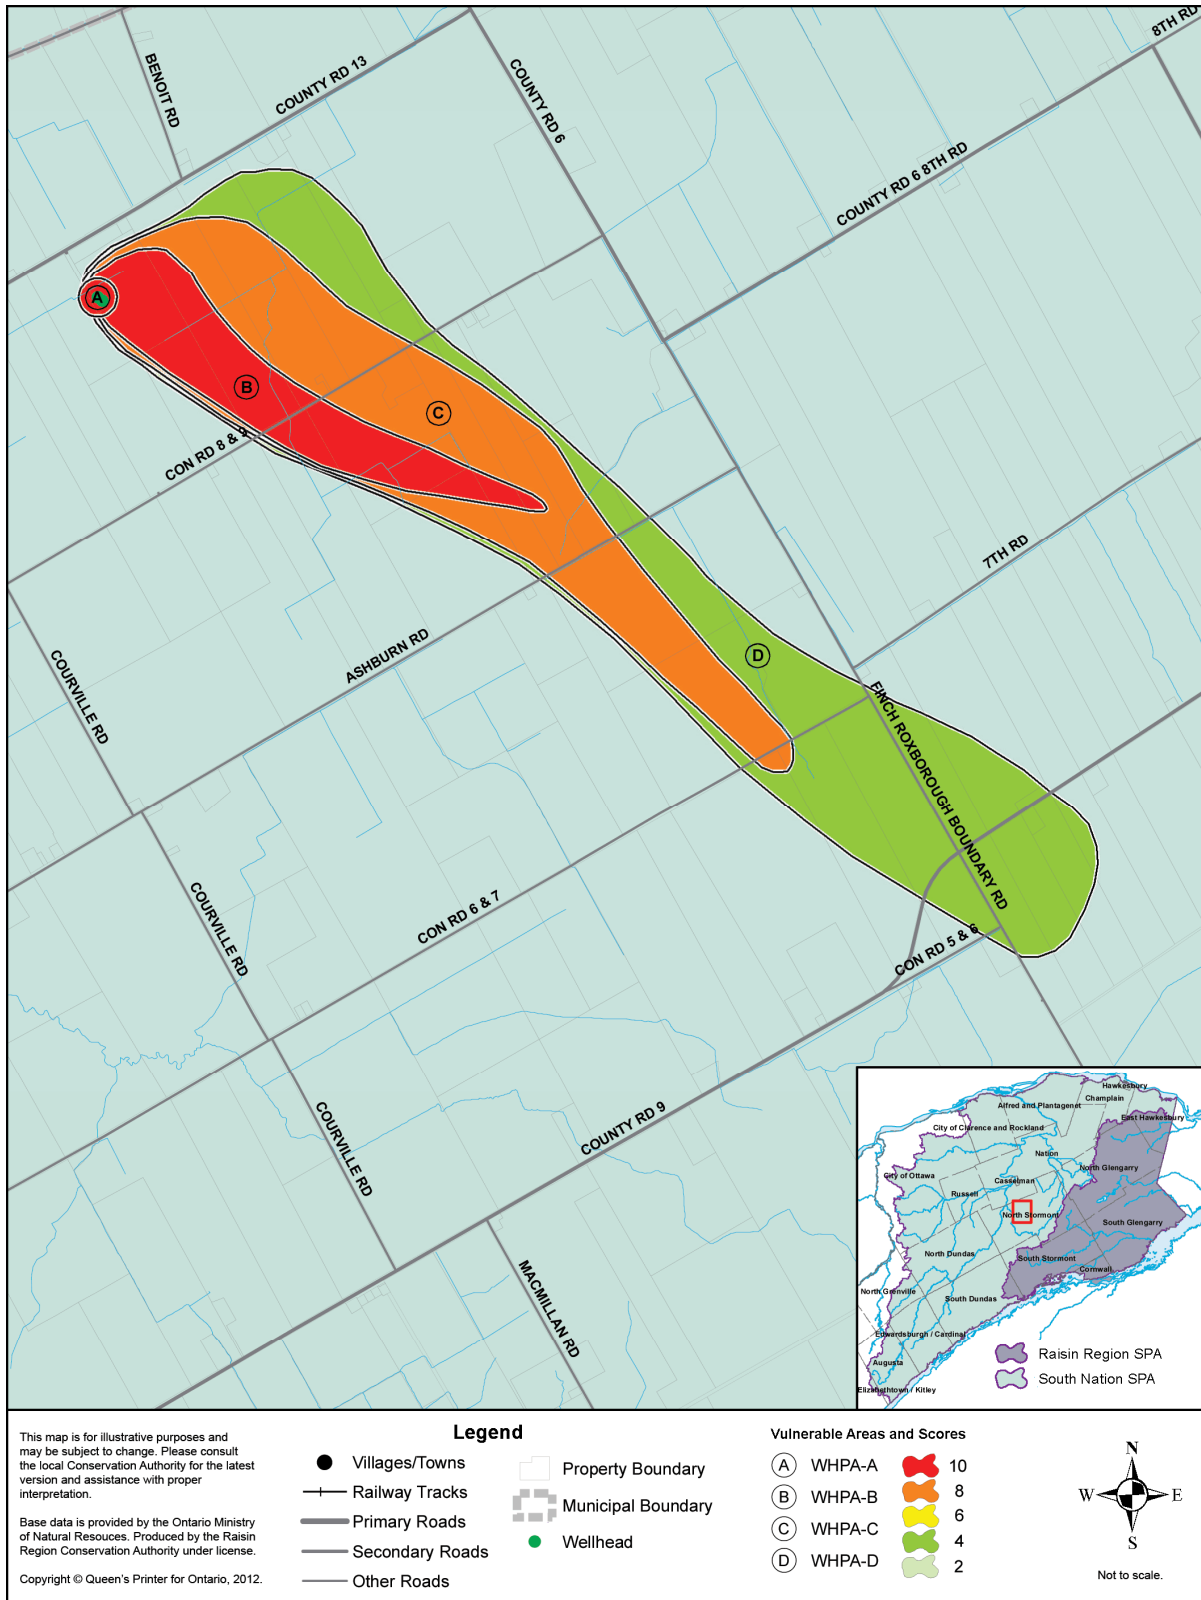 8TH RD
BENOIT RD
COUNTY RD 13
COUNTY RD 6
COUNTY RD 6 8TH RD
A
B
C
CON RD 8 & 9
7TH RD
ASHBURN RD
D
COURVILLE RD
FINCH ROXBOROUGH BOUNDARY RD
COURVILLE RD
CON RD 6 & 7
CON RD 5 & 6
COUNTY RD 9
COURVILLE RD
MACMILLAN RD
Hawkesbury
Champlain
Alfred and Plantagenet
East Hawkesbury
City of Clarence and Rockland
Nation
North Glengarry
City of Ottawa
Casselman
Russell
North Stormont
South Glengarry
North Dundas
South Stormont
Cornwall
North Grenville
South Dundas
Edwardsburgh / Cardinal
Augusta
Elizabethtown / Kitley
Raisin Region SPA
South Nation SPA
This map is for illustrative purposes and
may be subject to change. Please consult
the local Conservation Authority for the latest
version and assistance with proper
interpretation.
Base data is provided by the Ontario Ministry
of Natural Resouces. Produced by the Raisin
Region Conservation Authority under license.
Copyright © Queen's Printer for Ontario, 2012.
Legend
Villages/Towns
Railway Tracks
Primary Roads
Secondary Roads
Other Roads
Property Boundary
Municipal Boundary
Wellhead
Vulnerable Areas and Scores
A WHPA-A 10
B WHPA-B 8
6
C WHPA-C 4
D WHPA-D 2
N
W E
S
Not to scale.